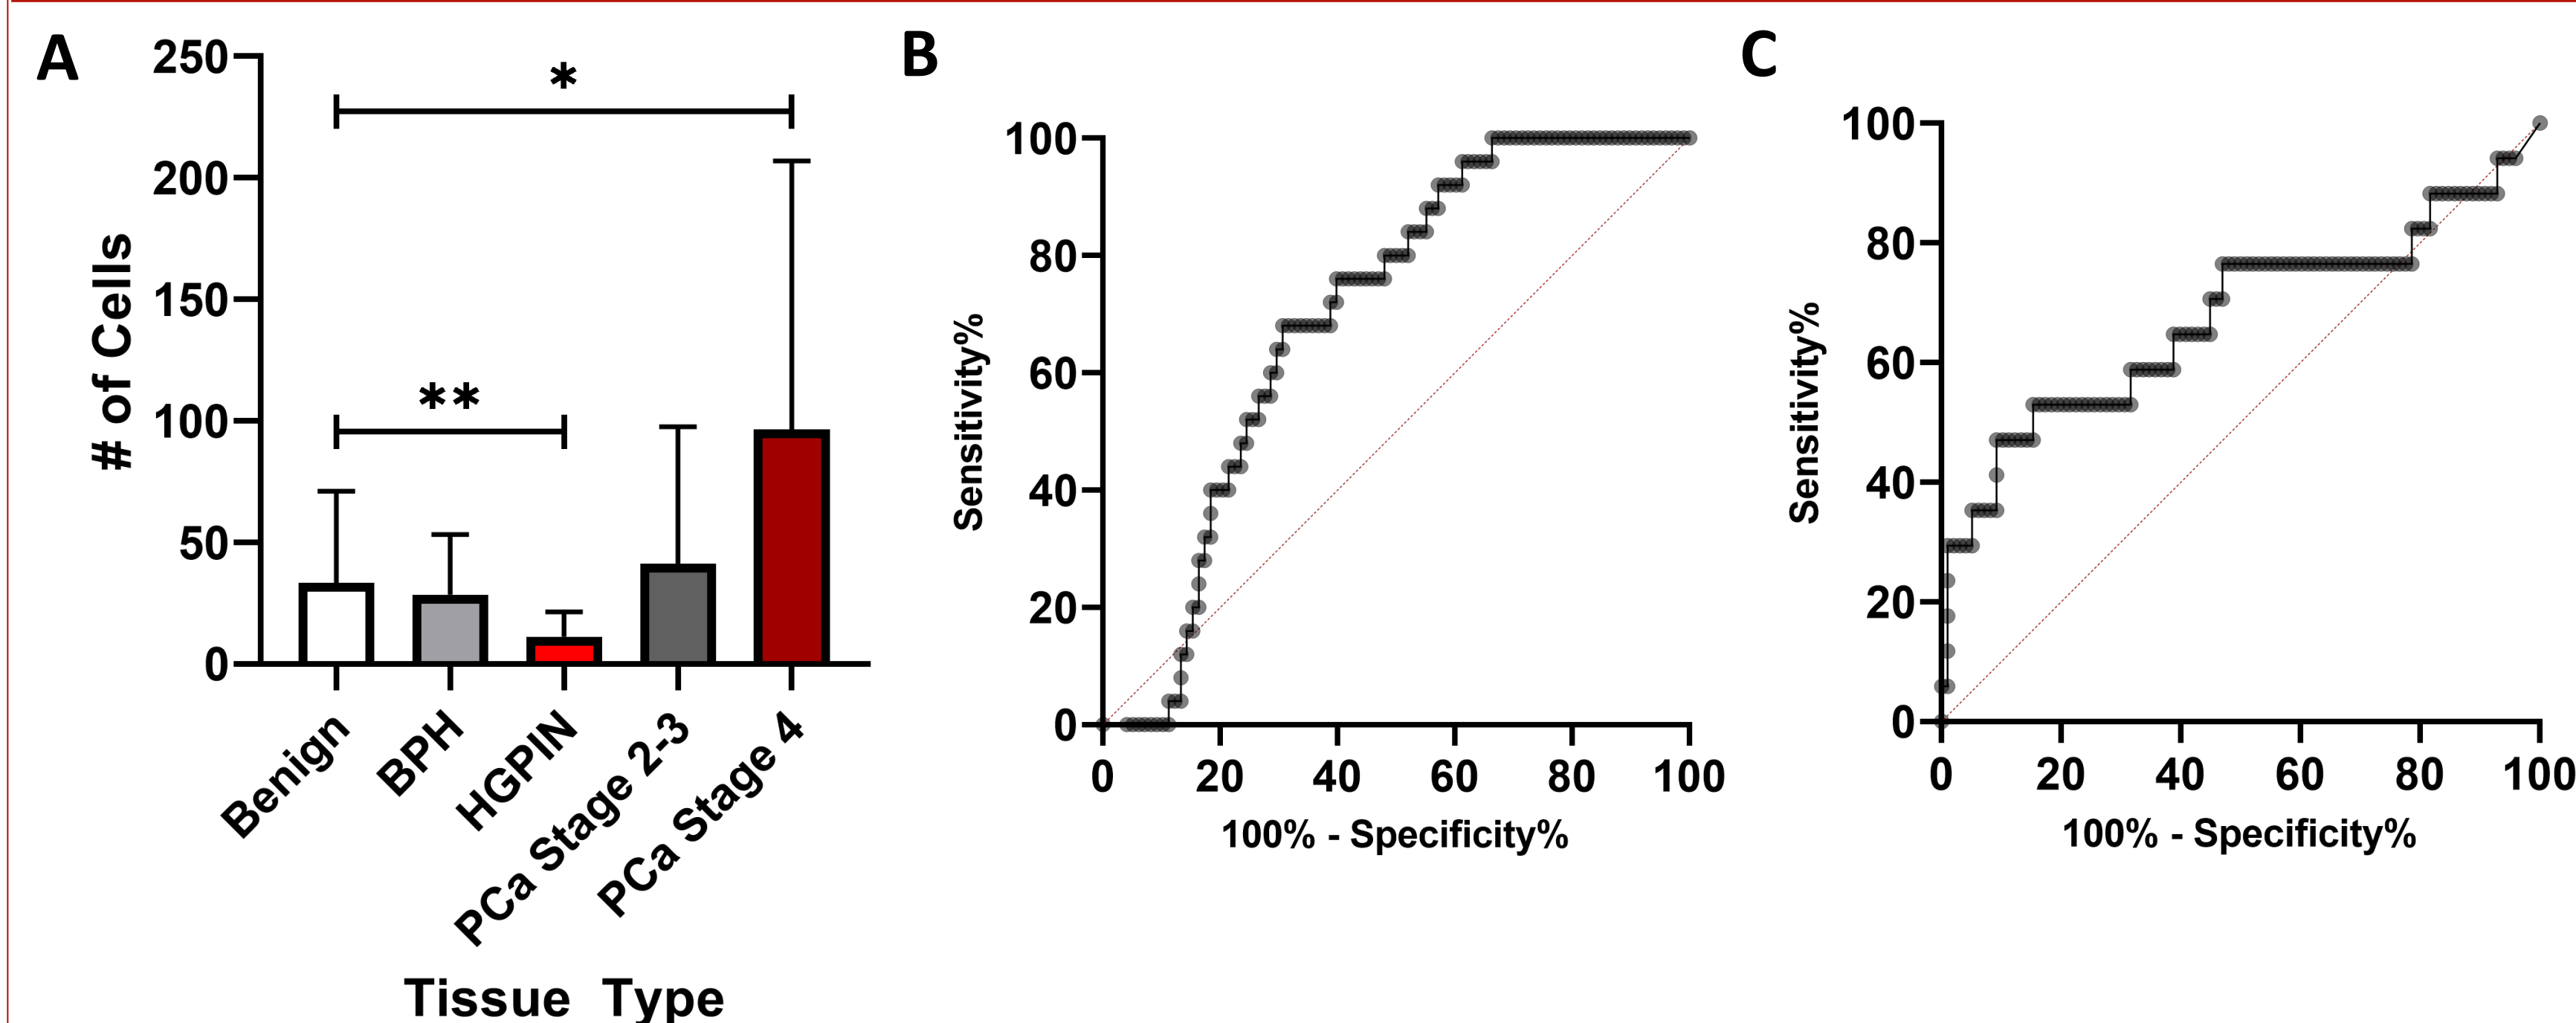 A
250
200
150
100
50
0
# of Cells
*
**
Benign
BPH
HGPIN
PCa Stage 2-3
PCa Stage 4
Tissue Type
B
100
80
60
40
20
0
Sensitivity%
0 20 40 60 80 100
100% - Specificity%
C
100
80
60
40
20
0
Sensitivity%
0 20 40 60 80 100
100% - Specificity%